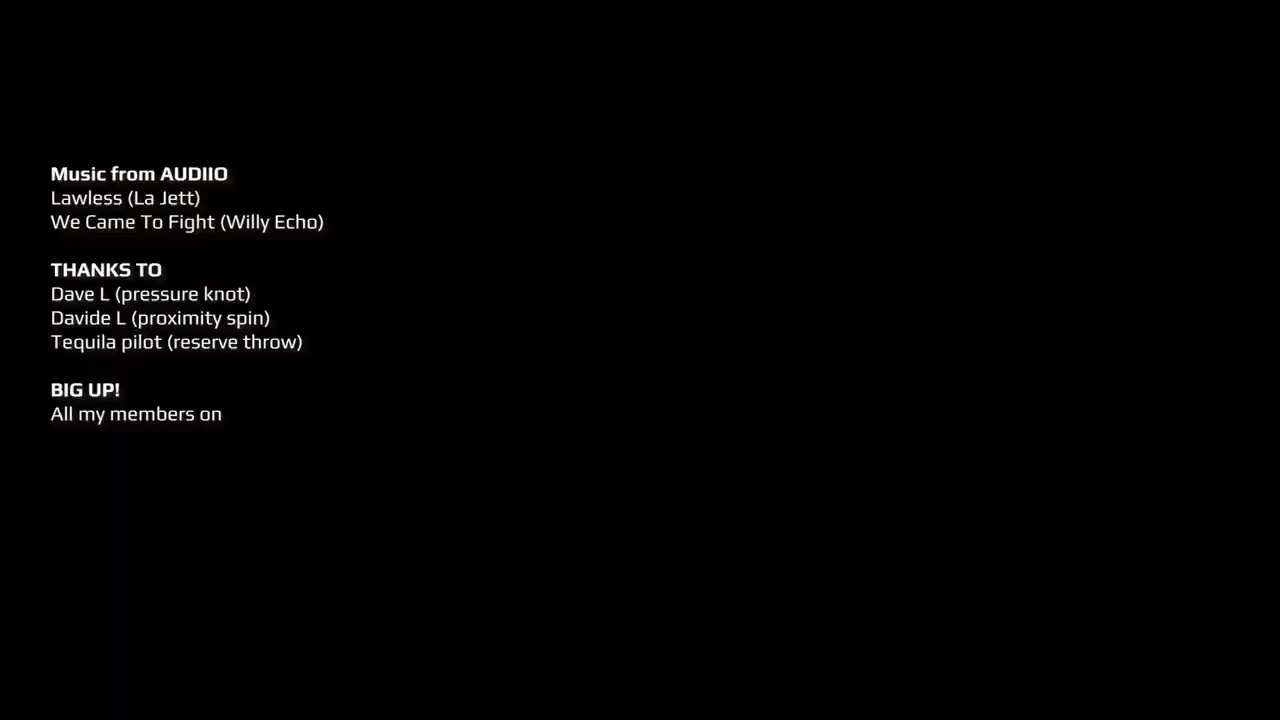 Music from AUDIIO
Lawless (La Jett)
We Came To Fight (Willy Echo)
THANKS TO
Dave L (pressure knot)
Davide L (proximity spin)
Tequila pilot (reserve throw)
BIG UP!
All my members on